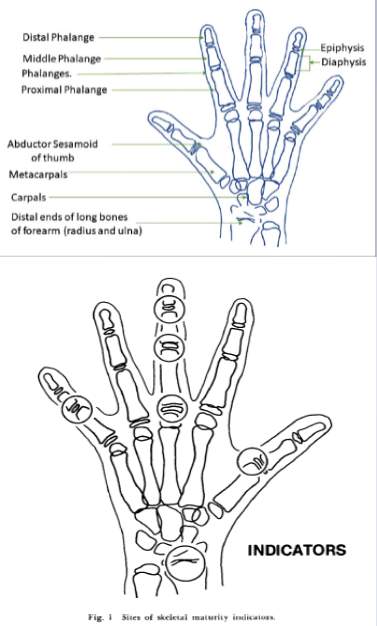 Distal Phalange
Middle Phalange
Phalanges.
Proximal Phalange
Epiphysis
Diaphysis
Abductor Sesamoid
of thumb
Metacarpals
Carpals
Distal ends of long bones
of forearm (radius and ulna)
INDICATORS
Fig. 1 Sites of skeletal maturity indicators.